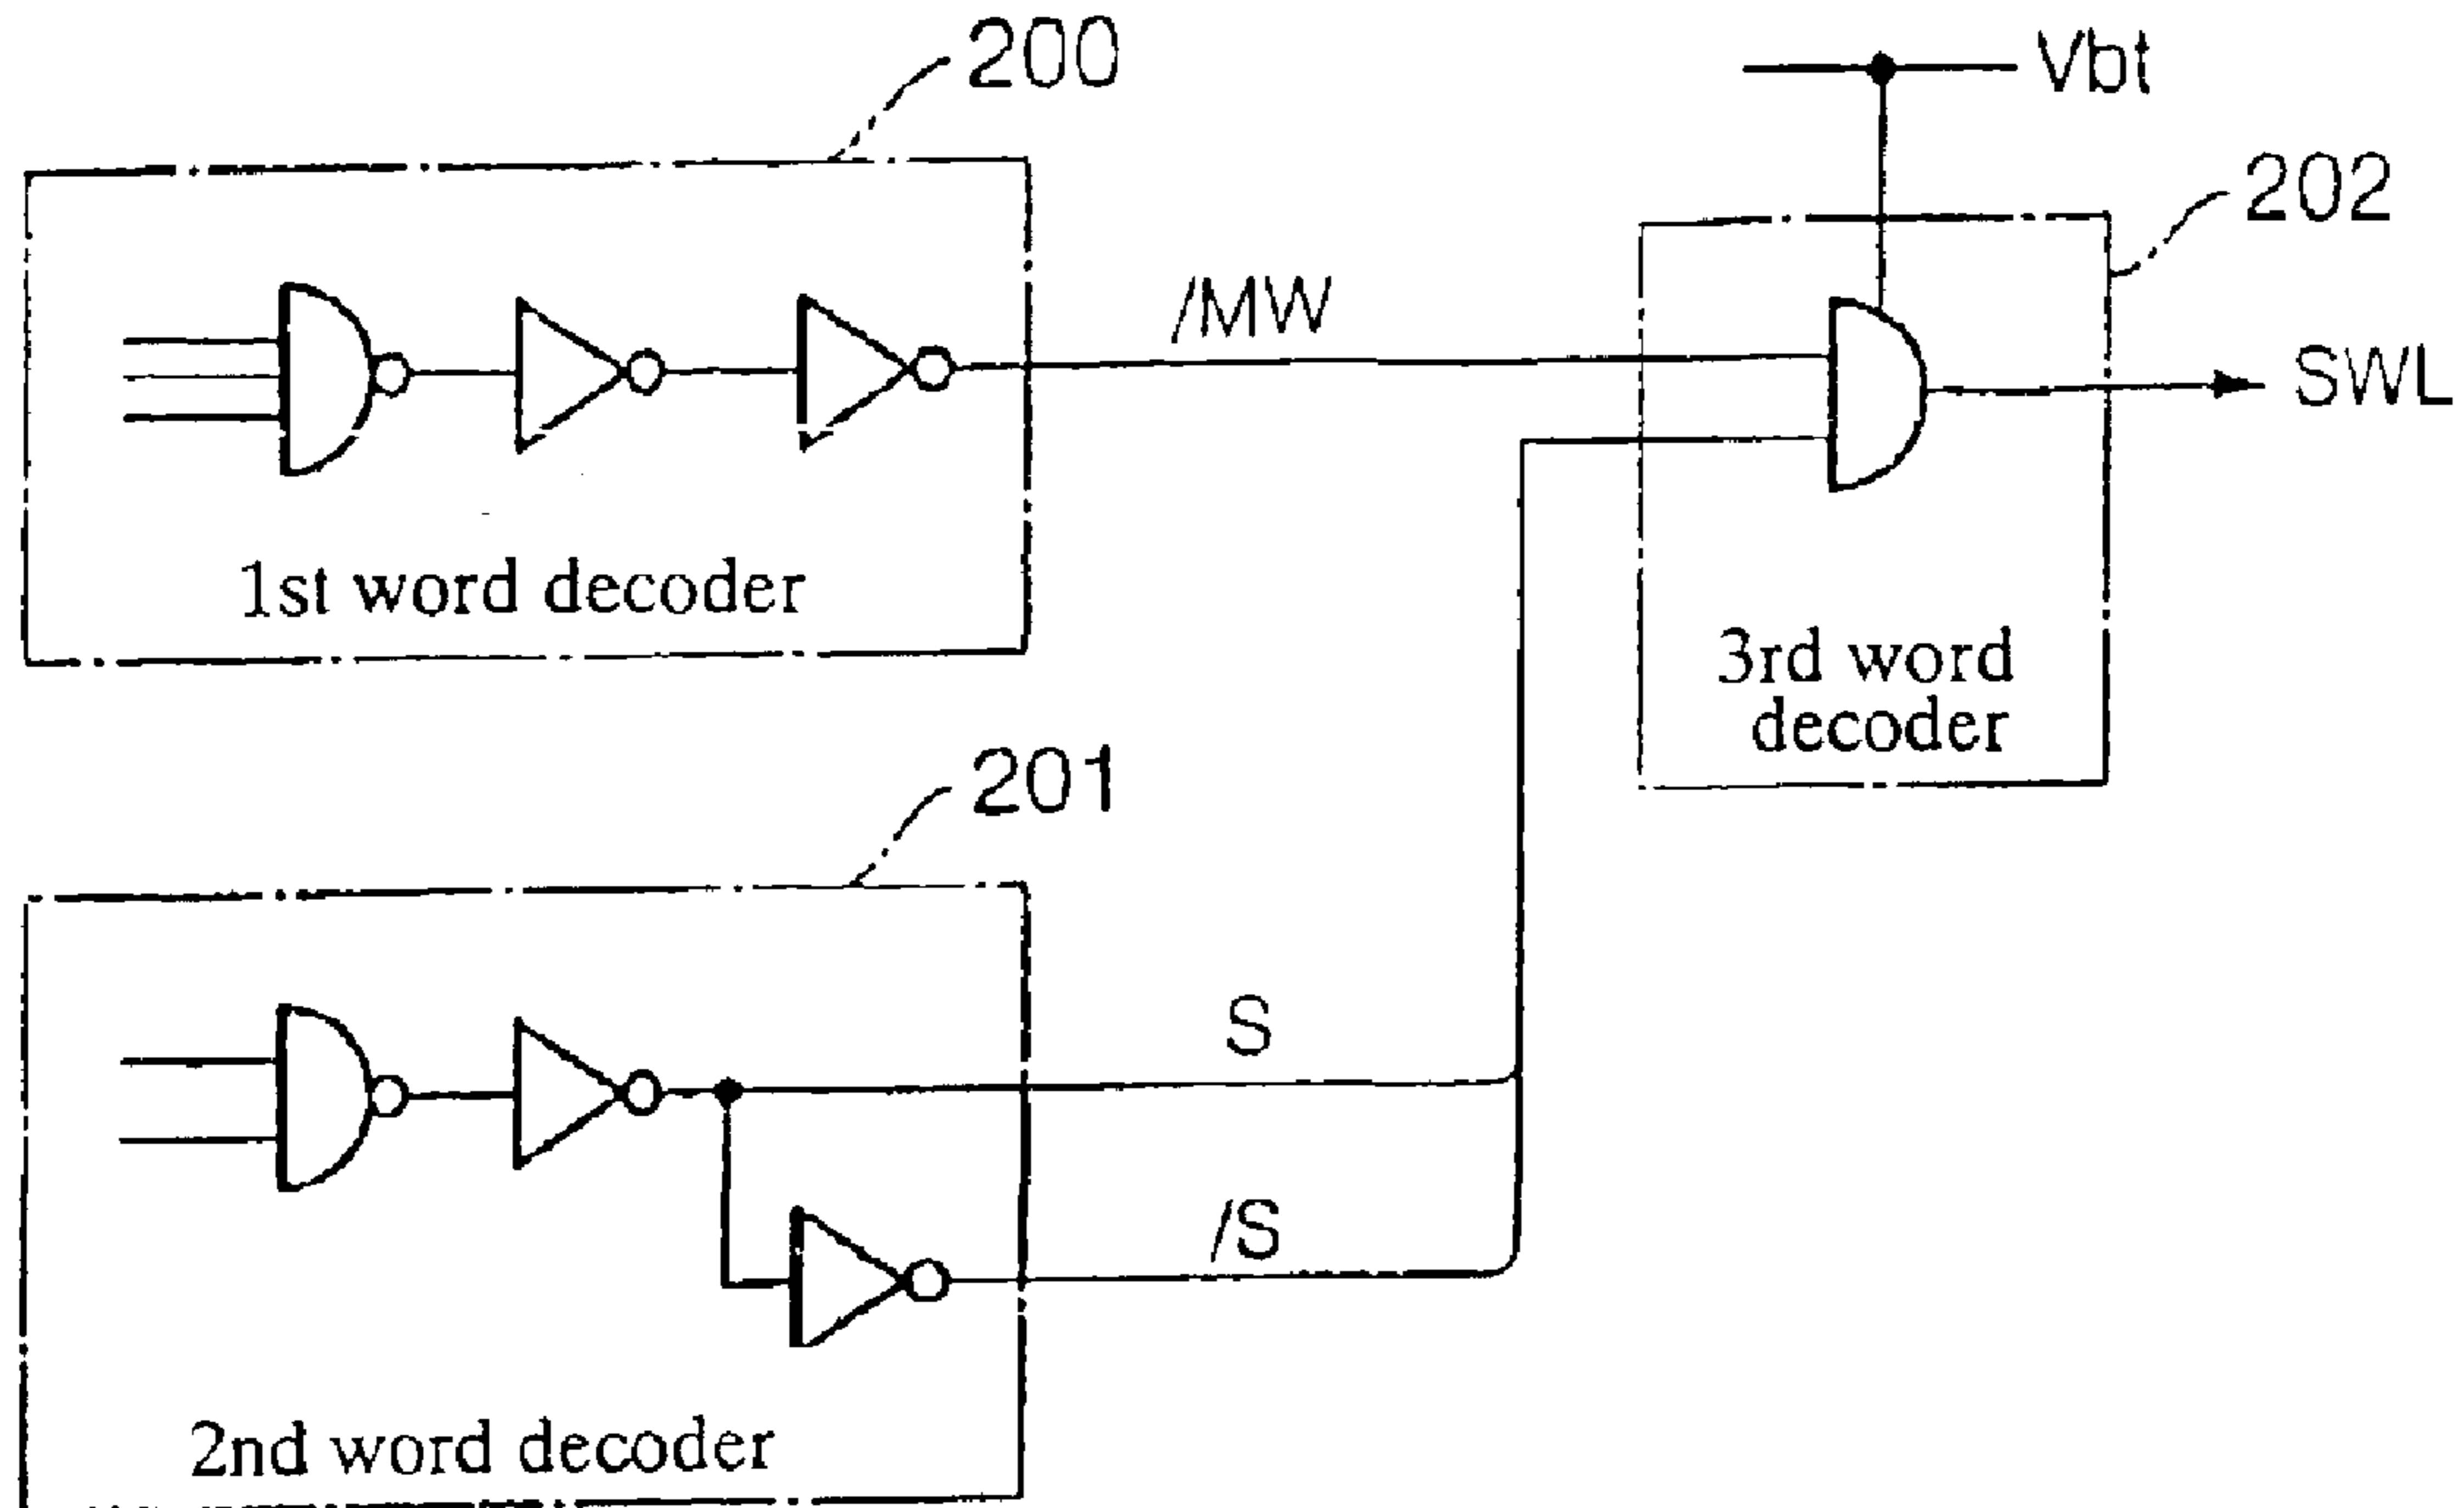 200
Vbt
202
/MW
SWL
1st word decoder
3rd word
decoder
201
S
/S
2nd word decoder